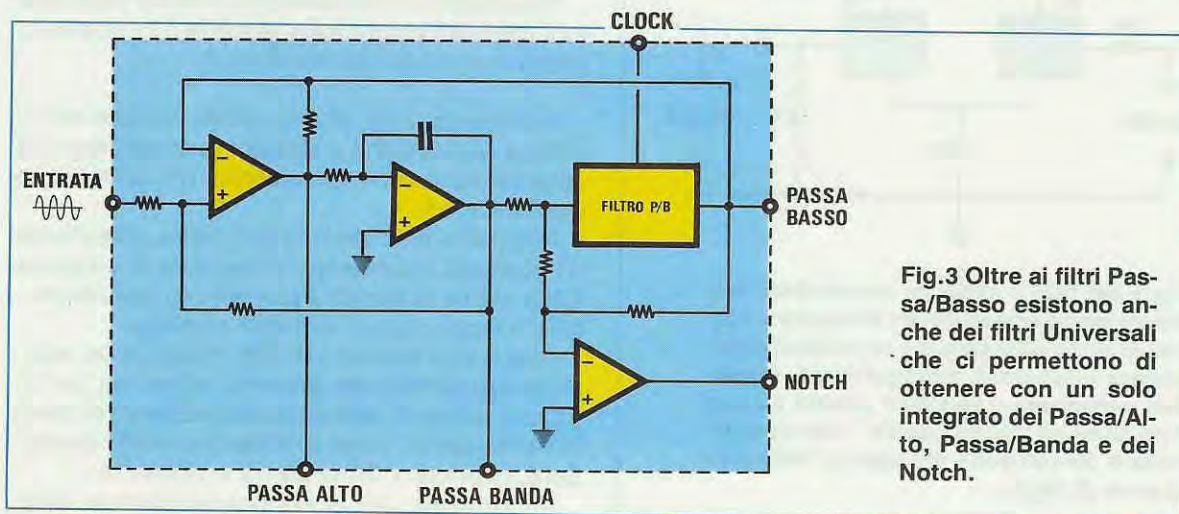 CLOCK
ENTRATA
FILTRO P/B
PASSA
BASSO
NOTCH
PASSA ALTO
PASSA BANDA
Fig.3 Oltre ai filtri Pas-
sa/Basso esistono an-
che dei filtri Universali
che ci permettono di
ottenere con un solo
integrato dei Passa/Al-
to, Passa/Banda e dei
Notch.